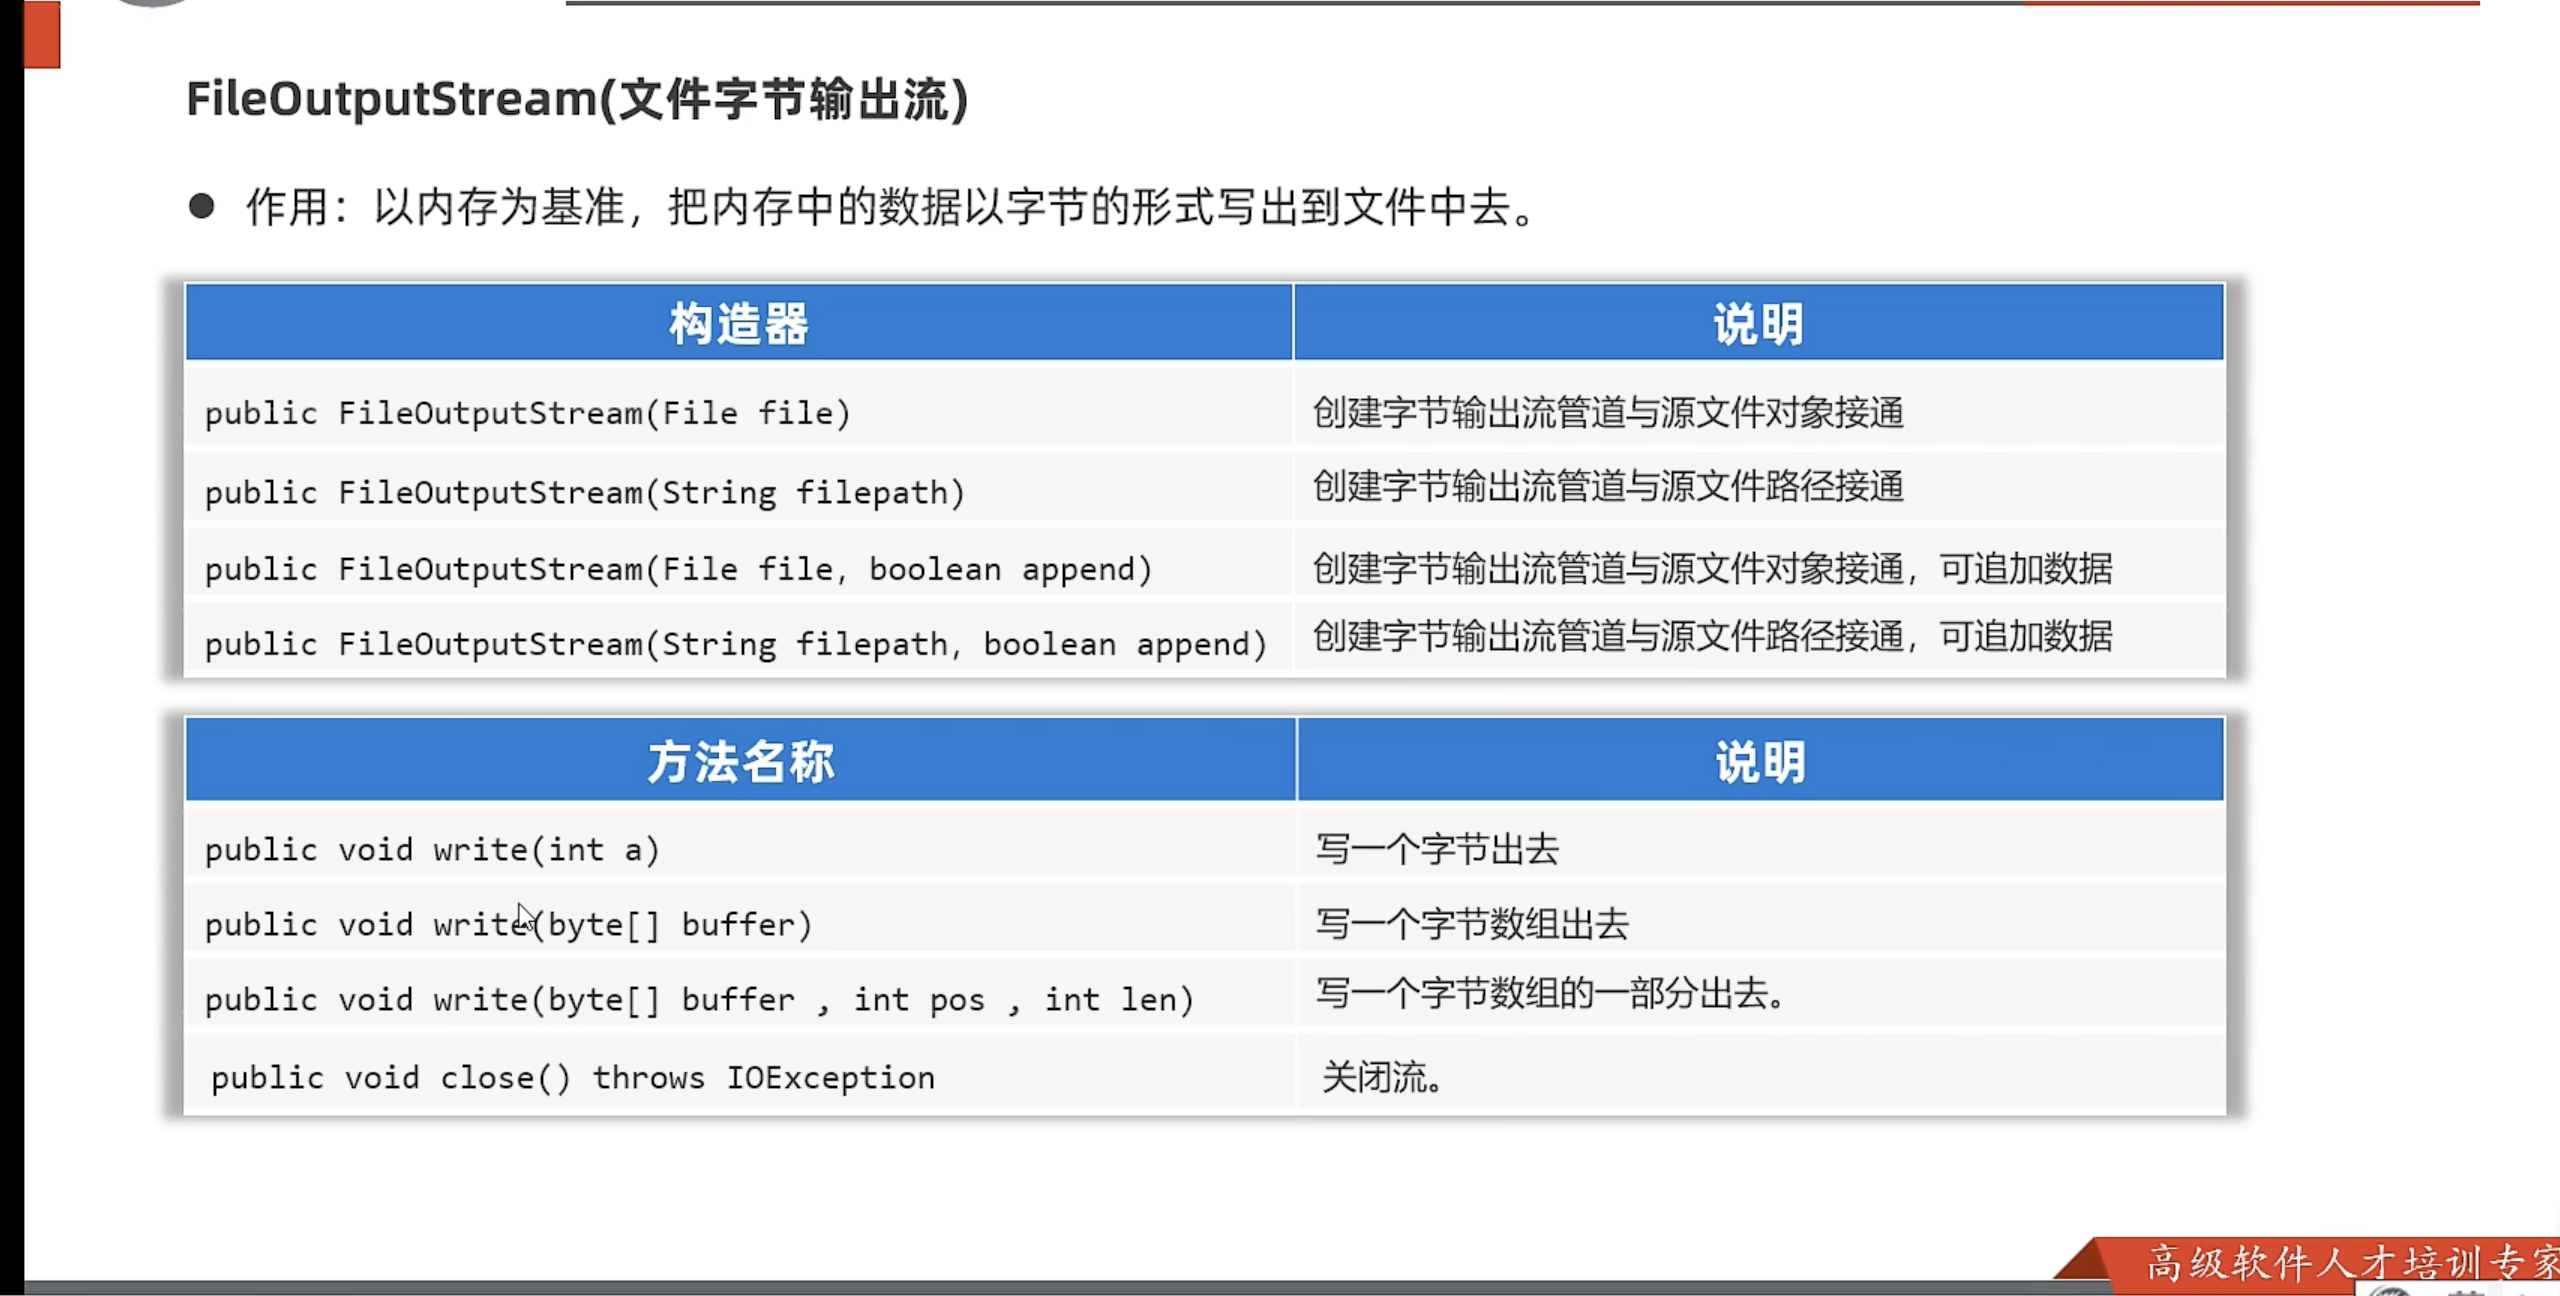 FileOutputStream(文件字节输出流)
● 作用：以内存为基准，把内存中的数据以字节的形式写出到文件中去。
构造器 说明
public FileOutputStream(File file) 创建字节输出流管道与源文件对象接通
public FileOutputStream(String filepath) 创建字节输出流管道与源文件路径接通
public FileOutputStream(File file, boolean append) 创建字节输出流管道与源文件对象接通，可追加数据
public FileOutputStream(String filepath, boolean append) 创建字节输出流管道与源文件路径接通，可追加数据
方法名称 说明
public void write(int a) 写一个字节出去
public void write(byte[] buffer) 写一个字节数组出去
public void write(byte[] buffer , int pos , int len) 写一个字节数组的一部分出去。
public void close() throws IOException 关闭流。
高级软件人才培训专家